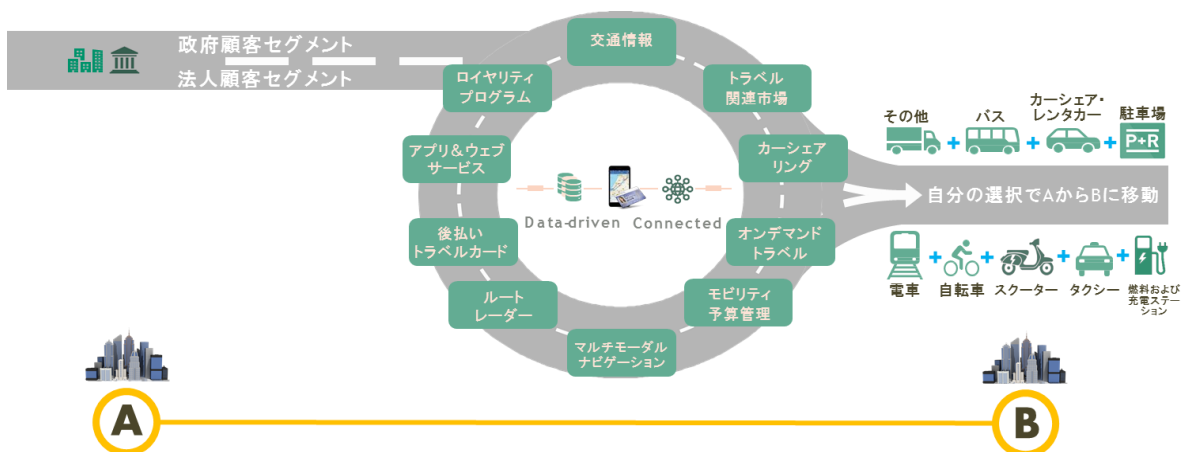 政府顧客セグメント
法人顧客セグメント
交通情報
ロイヤリティ
プログラム
トラベル
関連市場
アプリ&ウェブ
サービス
カーシェア
リング
Data-driven Connected
後払い
トラベルカード
オンデマンド
トラベル
ルート
レーダー
モビリティ
予算管理
マルチモーダル
ナビゲーション
その他
バス
カーシェア・
レンタカー
駐車場
P+R
自分の選択でAからBに移動
電車
自転車
スクーター
タクシー
燃料および
充電ステー
ション
A
B